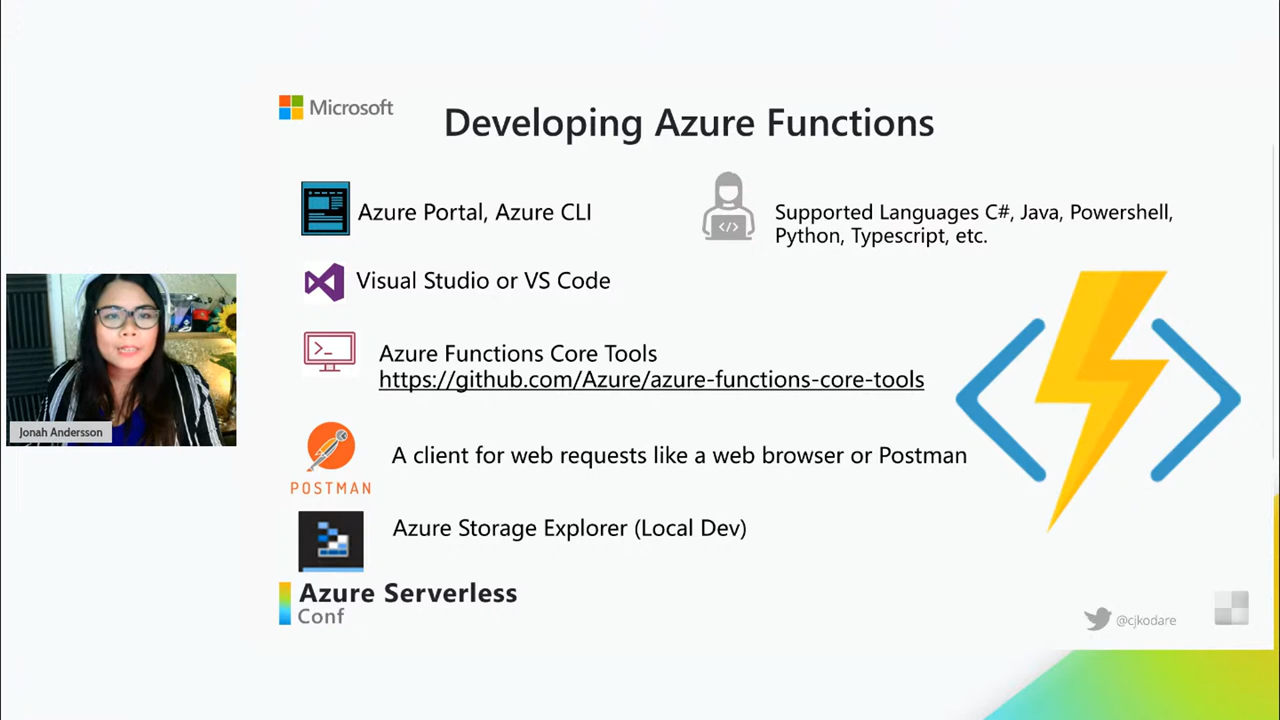 Microsoft
Developing Azure Functions
Azure Portal, Azure CLI
Supported Languages C#, Java, Powershell,
Python, Typescript, etc.
Visual Studio or VS Code
Azure Functions Core Tools
https://github.com/Azure/azure-functions-core-tools
A client for web requests like a web browser or Postman
POSTMAN
Azure Storage Explorer (Local Dev)
Azure Serverless
Conf
@cjkodare
Jonah Andersson